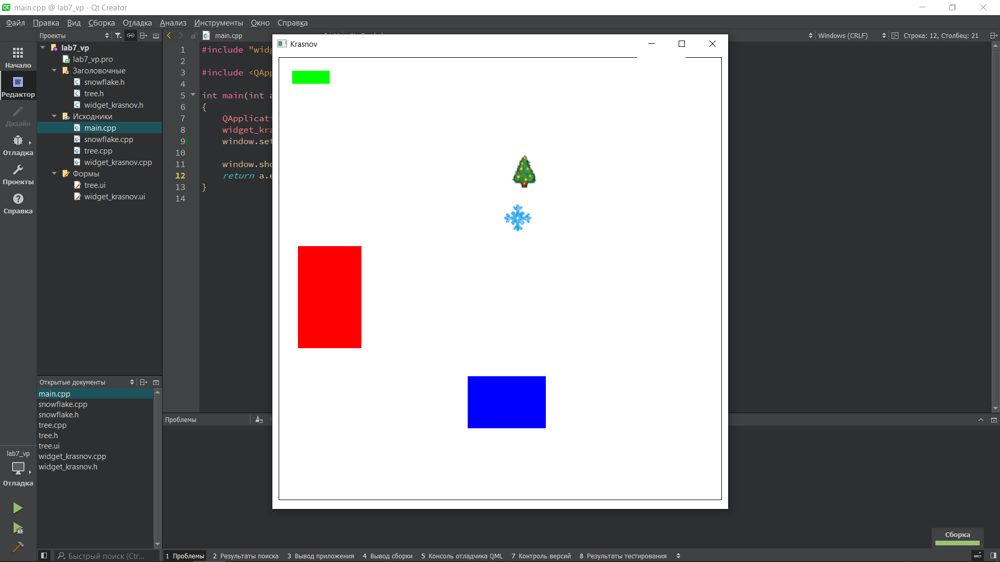 main.cpp @ lab7_vp - Qt Creator
Файл Правка Вид Сборка Отладка Анализ Инструменты Окно Справка
Проекты
main.cpp
Windows (CRLF)
Строка: 12, Столбец: 21
Начало
Редактор
Дизайн
Отладка
Проекты
Справка
lab7_vp
lab7_vp.pro
Заголовочные
snowflake.h
tree.h
widget_krasnov.h
Исходники
main.cpp
snowflake.cpp
tree.cpp
widget_krasnov.cpp
Формы
tree.ui
widget_krasnov.ui
1 #include "widg
2
3 #include <QApp
4
5 int main(int a
6 {
7 QApplicati
8 widget_kra
9 window.set
10
11 window.sho
12 return a.e
13 }
14
Krasnov
Открытые документы
main.cpp
snowflake.cpp
snowflake.h
tree.cpp
tree.h
tree.ui
widget_krasnov.cpp
widget_krasnov.h
Проблемы
lab7_vp
Отладка
Сборка
Быстрый поиск (Ctr...
1 Проблемы 2 Результаты поиска 3 Вывод приложения 4 Вывод сборки 5 Консоль отладчика QML 7 Контроль версий 8 Результаты тестирования